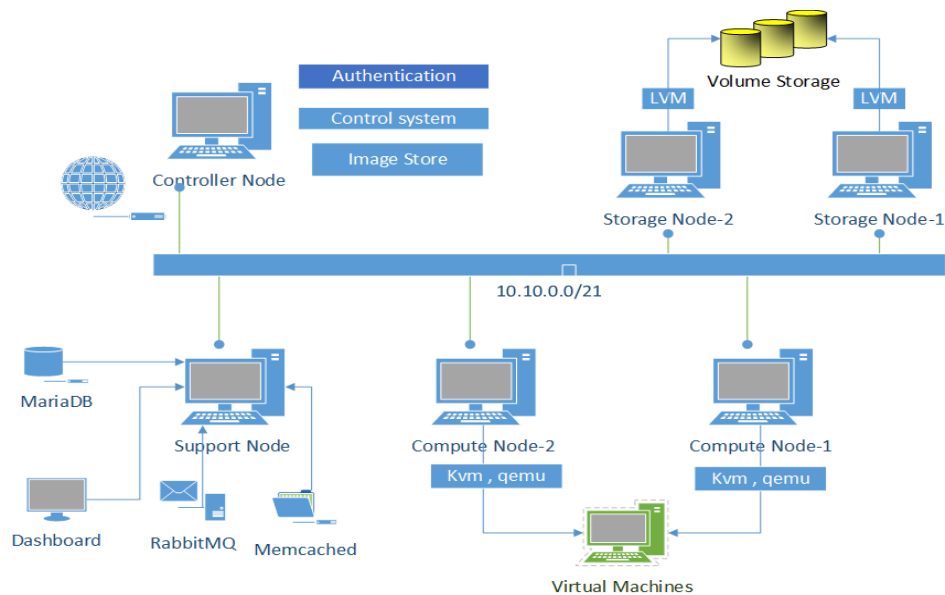 Authentication
Volume Storage
LVM
LVM
Control system
Image Store
Controller Node
Storage Node-2
Storage Node-1
10.10.0.0/21
MariaDB
Support Node
Compute Node-2
Compute Node-1
Kvm , qemu
Kvm , qemu
Dashboard
RabbitMQ
Memcached
Virtual Machines